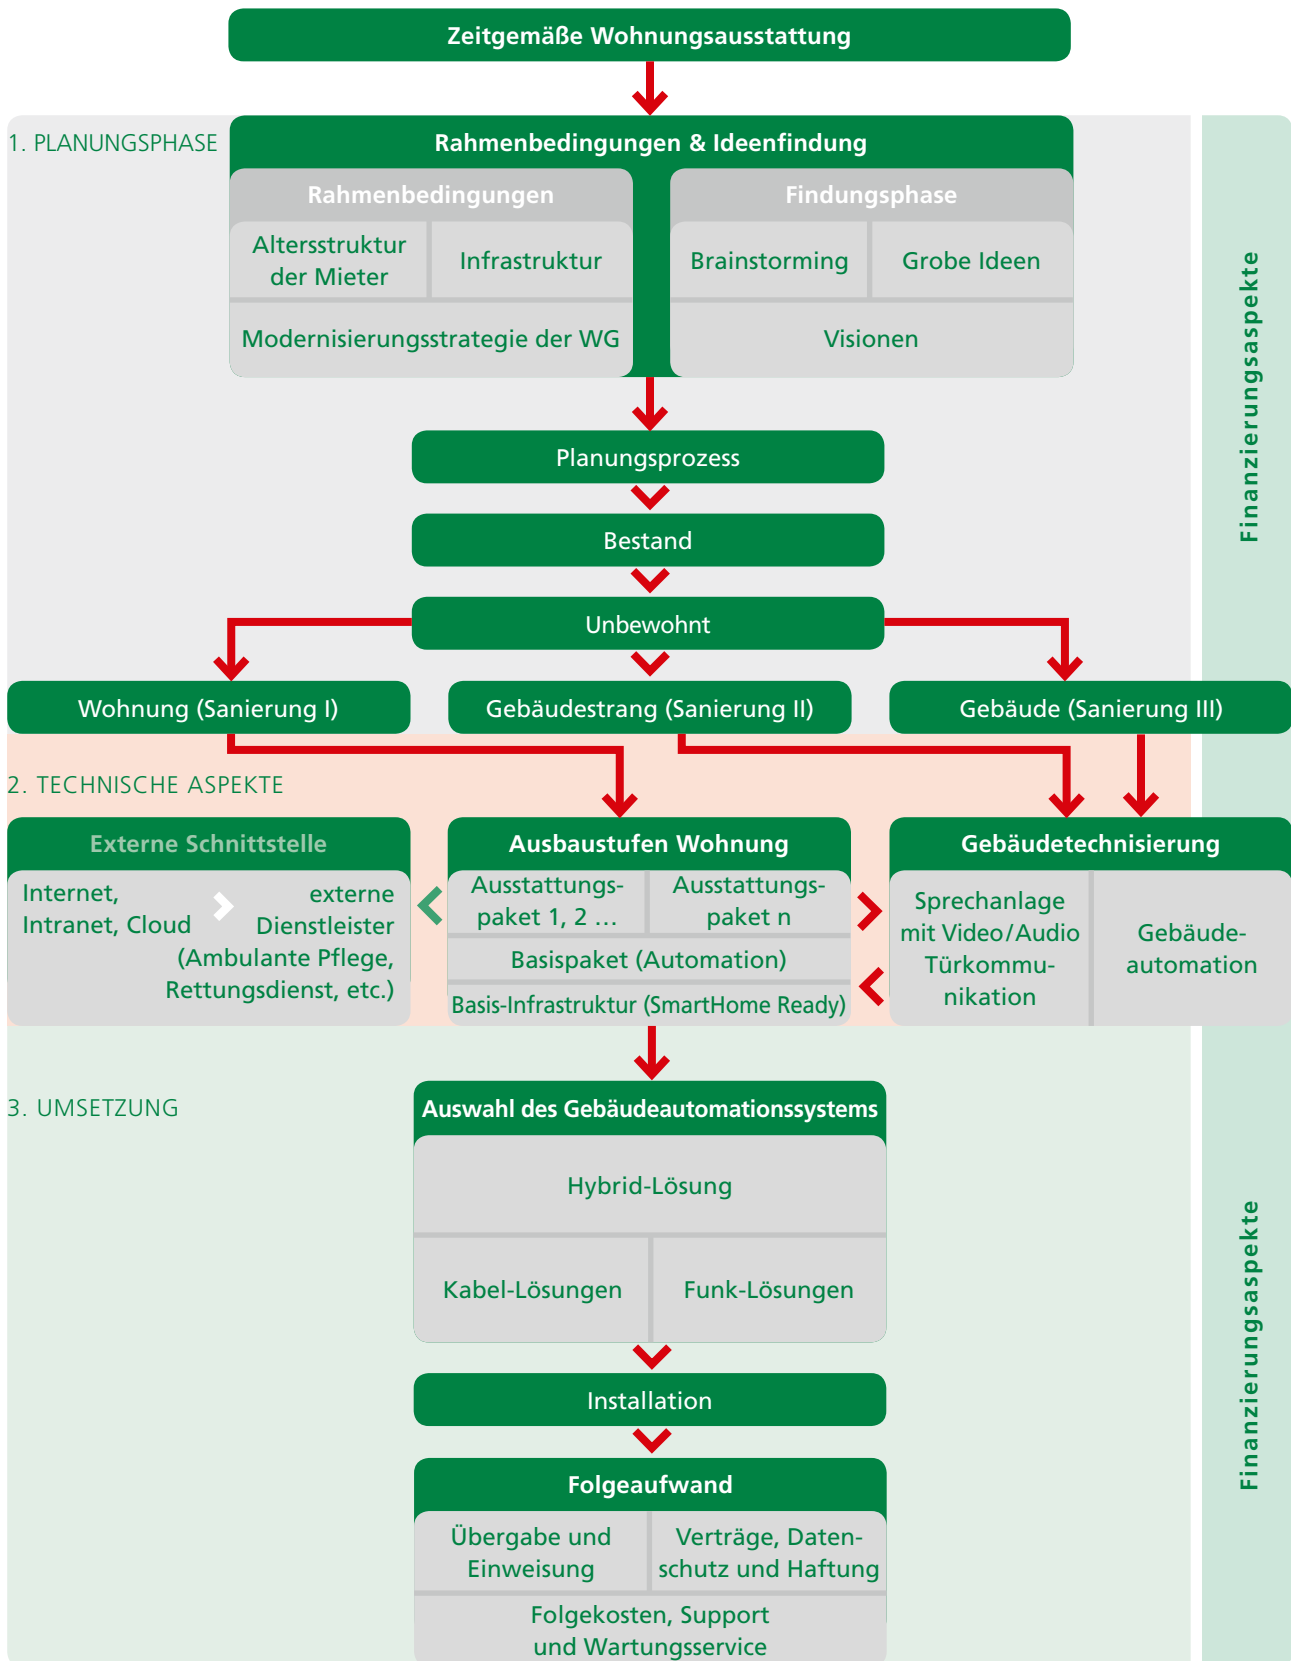 Zeitgemäße Wohnungsausstattung
1. PLANUNGSPHASE
Rahmenbedingungen & Ideenfindung
Rahmenbedingungen
Altersstruktur
der Mieter
Infrastruktur
Modernisierungsstrategie der WG
Findungsphase
Brainstorming
Grobe Ideen
Visionen
Finanzierungsaspekte
Planungsprozess
Bestand
Unbewohnt
Wohnung (Sanierung I)
Gebäudestrang (Sanierung II)
Gebäude (Sanierung III)
2. TECHNISCHE ASPEKTE
Externe Schnittstelle
Internet,
Intranet, Cloud
externe
Dienstleister
(Ambulante Pflege,
Rettungsdienst, etc.)
Ausbaustufen Wohnung
Ausstattungs-
paket 1, 2 …
Ausstattungs-
paket n
Basispaket (Automation)
Basis-Infrastruktur (SmartHome Ready)
Gebäudetechnisierung
Sprechanlage
mit Video/Audio
Türkommu-
nikation
Gebäude-
automation
3. UMSETZUNG
Auswahl des Gebäudeautomationssystems
Hybrid-Lösung
Kabel-Lösungen
Funk-Lösungen
Finanzierungsaspekte
Installation
Folgeaufwand
Übergabe und
Einweisung
Verträge, Daten-
schutz und Haftung
Folgekosten, Support
und Wartungsservice